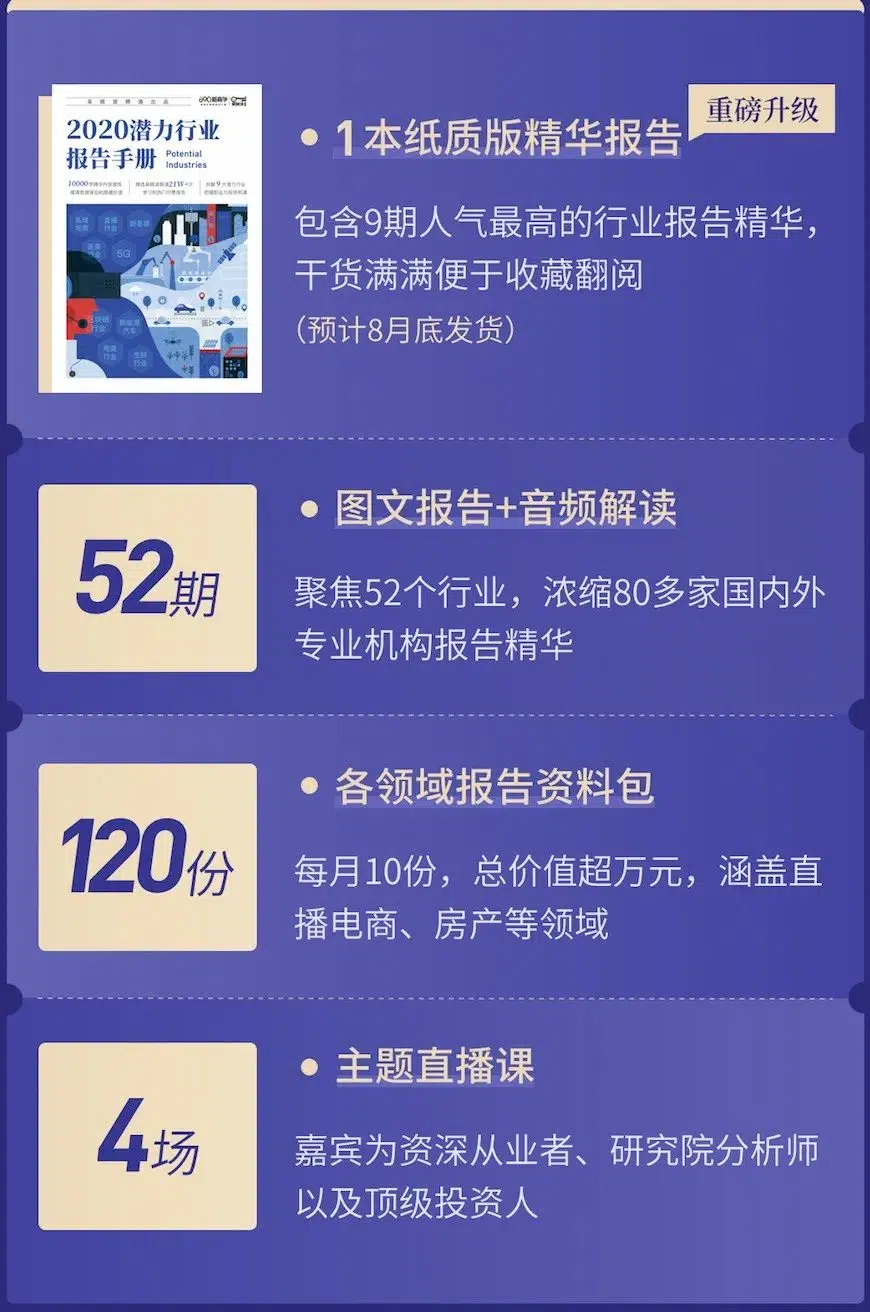 重磅升级
2020潜力行业
报告手册
Potential
Industries
5G
1本纸质版精华报告
包含9期人气最高的行业报告精华，
干货满满便于收藏翻阅
（预计8月底发货）
52期
图文报告+音频解读
聚焦52个行业，浓缩80多家国内外
专业机构报告精华
120份
各领域报告资料包
每月10份，总价值超万元，涵盖直
播电商、房产等领域
4场
主题直播课
嘉宾为资深从业者、研究院分析师
以及顶级投资人